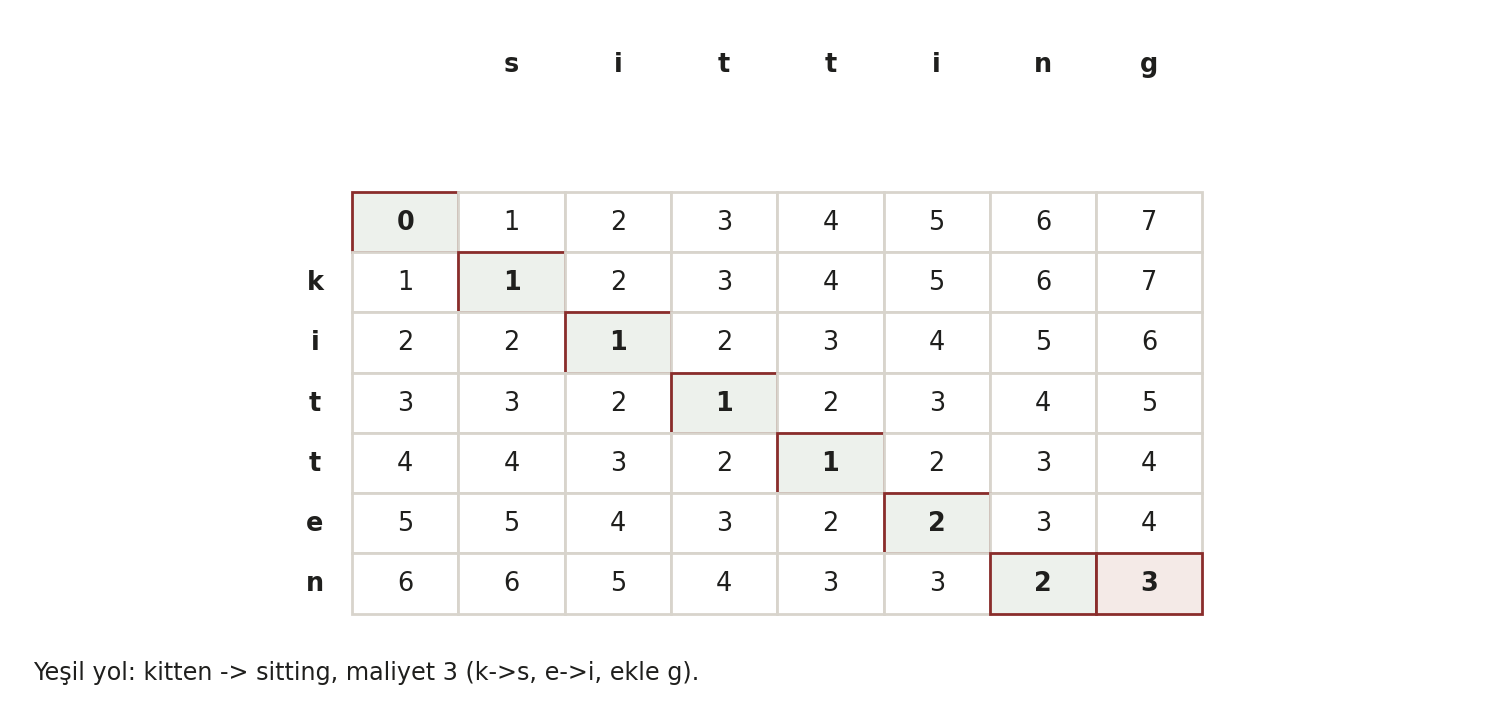 s i t t i n g
0 1 2 3 4 5 6 7
k 1 1 2 3 4 5 6 7
i 2 2 1 2 3 4 5 6
t 3 3 2 1 2 3 4 5
t 4 4 3 2 1 2 3 4
e 5 5 4 3 2 2 3 4
n 6 6 5 4 3 3 2 3
Yeşil yol: kitten -> sitting, maliyet 3 (k->s, e->i, ekle g).